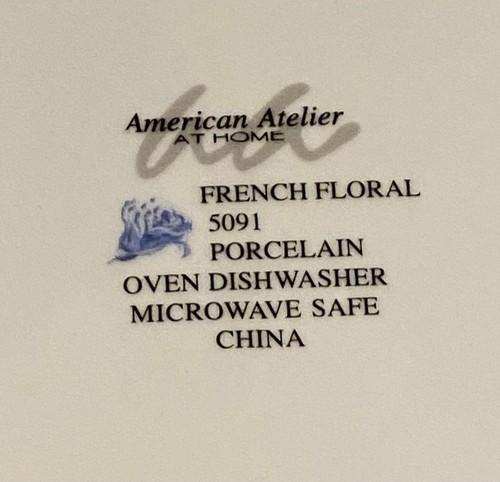 American Atelier
AT HOME
FRENCH FLORAL
5091
PORCELAIN
OVEN DISHWASHER
MICROWAVE SAFE
CHINA